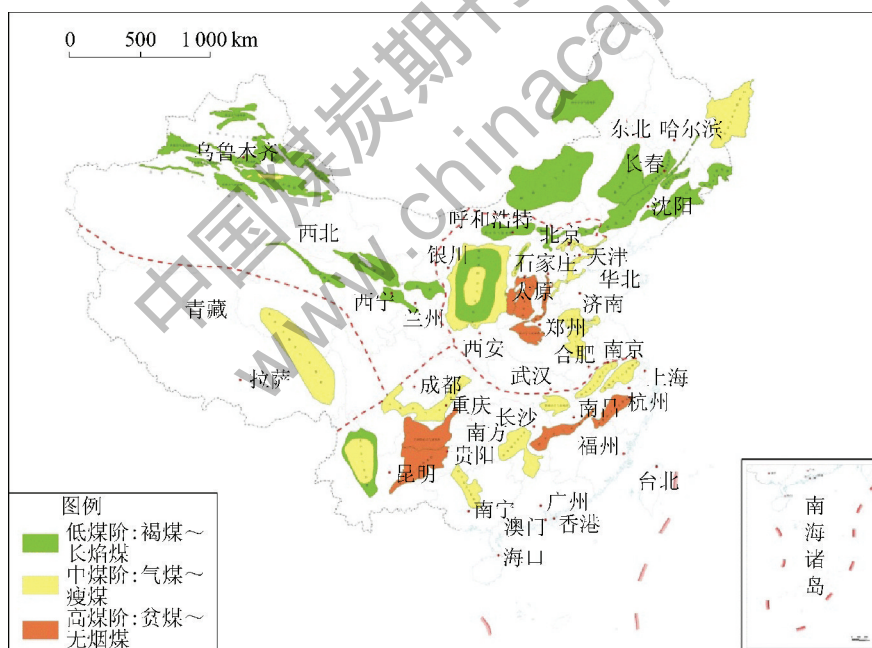 0 500 1 000 km
中国煤炭期刊
www.chinacaj
东北 哈尔滨
乌鲁木齐
长春
沈阳
呼和浩特
西北
北京
银川
天津
石家庄
华北
青藏
太原
西宁
济南
兰州
郑州
西安
合肥
南京
武汉
上海
拉萨
成都
重庆
长沙
杭州
南方
贵阳
福州
昆明
台北
广州
南宁
澳门 香港
海口
图例
低煤阶:褐煤～
长焰煤
中煤阶:气煤～
瘦煤
高煤阶:贫煤～
无烟煤
南海诸岛